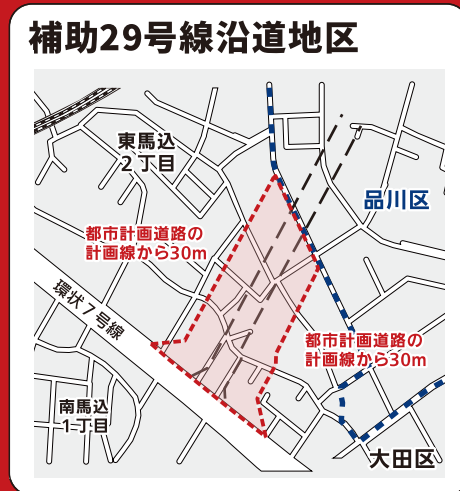 補助29号線沿道地区
東馬込
2丁目
品川区
都市計画道路の
計画線から30m
環状7号線
都市計画道路の
計画線から30m
南馬込
1丁目
大田区